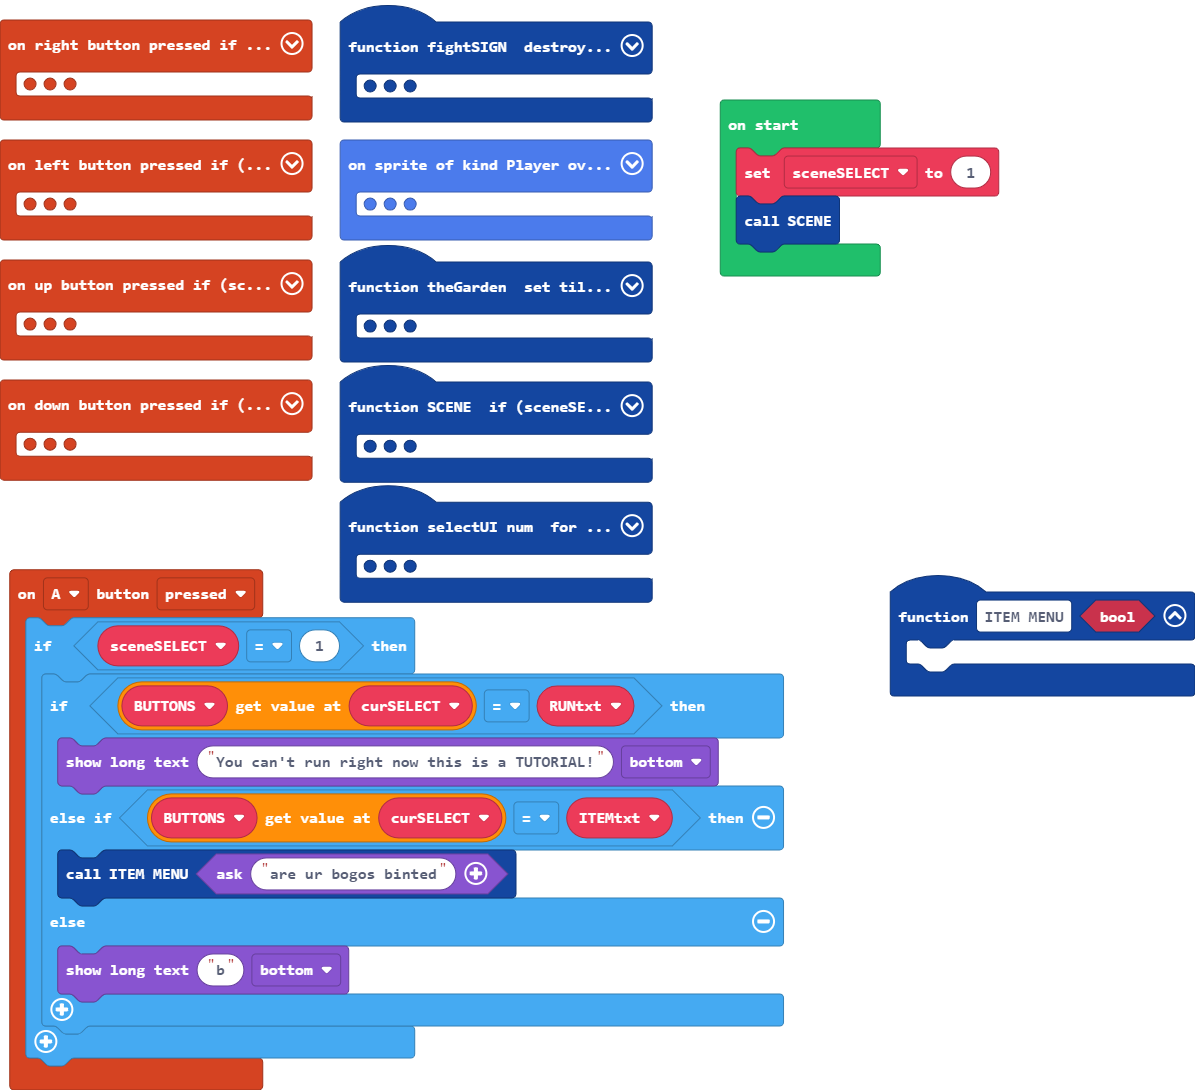 on right button pressed if ...
function fightSIGN destroy...
on start
set sceneSELECT to 1
call SCENE
on left button pressed if (...
on sprite of kind Player ov...
on up button pressed if (sc...
function theGarden set til...
on down button pressed if (...
function SCENE if (sceneSE...
function selectUI num for ...
on A button pressed
if sceneSELECT = 1 then
if BUTTONS get value at curSELECT = RUNtxt then
show long text "You can't run right now this is a TUTORIAL!" bottom
else if BUTTONS get value at curSELECT = ITEMtxt then
call ITEM MENU ask "are ur bogos binted"
else
show long text "b" bottom
function ITEM MENU bool